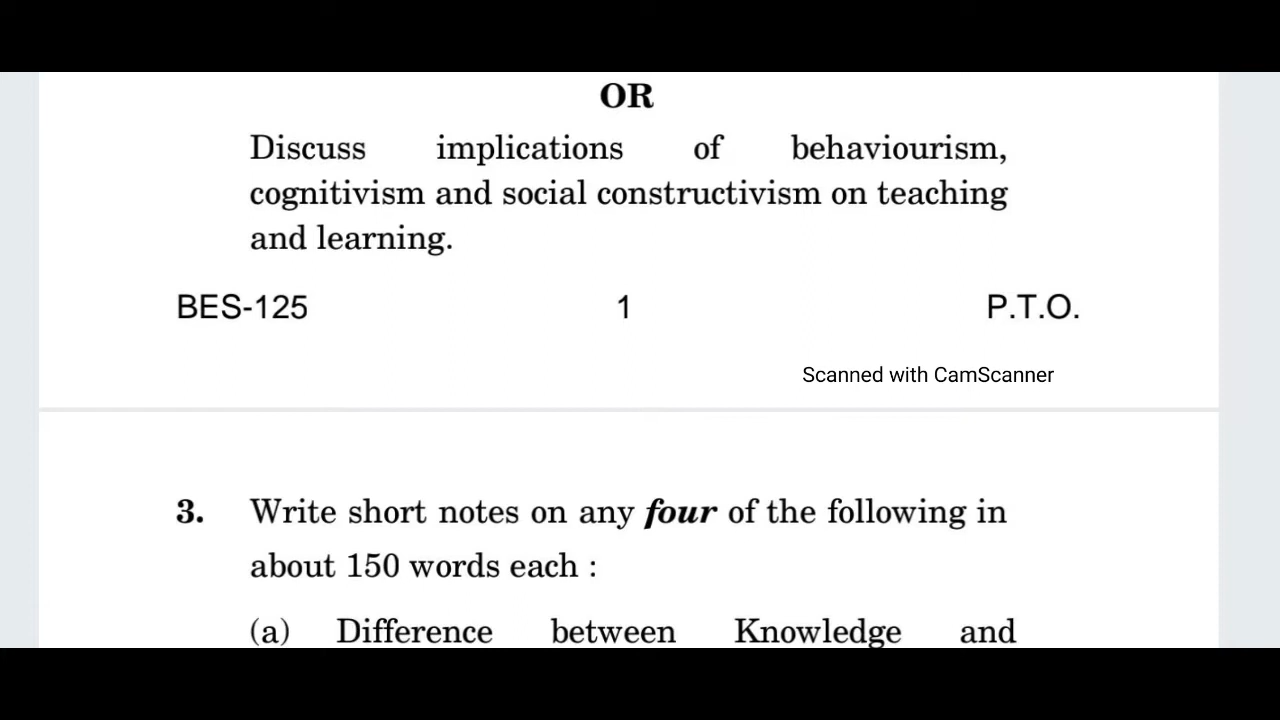 OR
Discuss implications of behaviourism,
cognitivism and social constructivism on teaching
and learning.
BES-125 1 P.T.O.
Scanned with CamScanner
3. Write short notes on any four of the following in
about 150 words each :
(a) Difference between Knowledge and